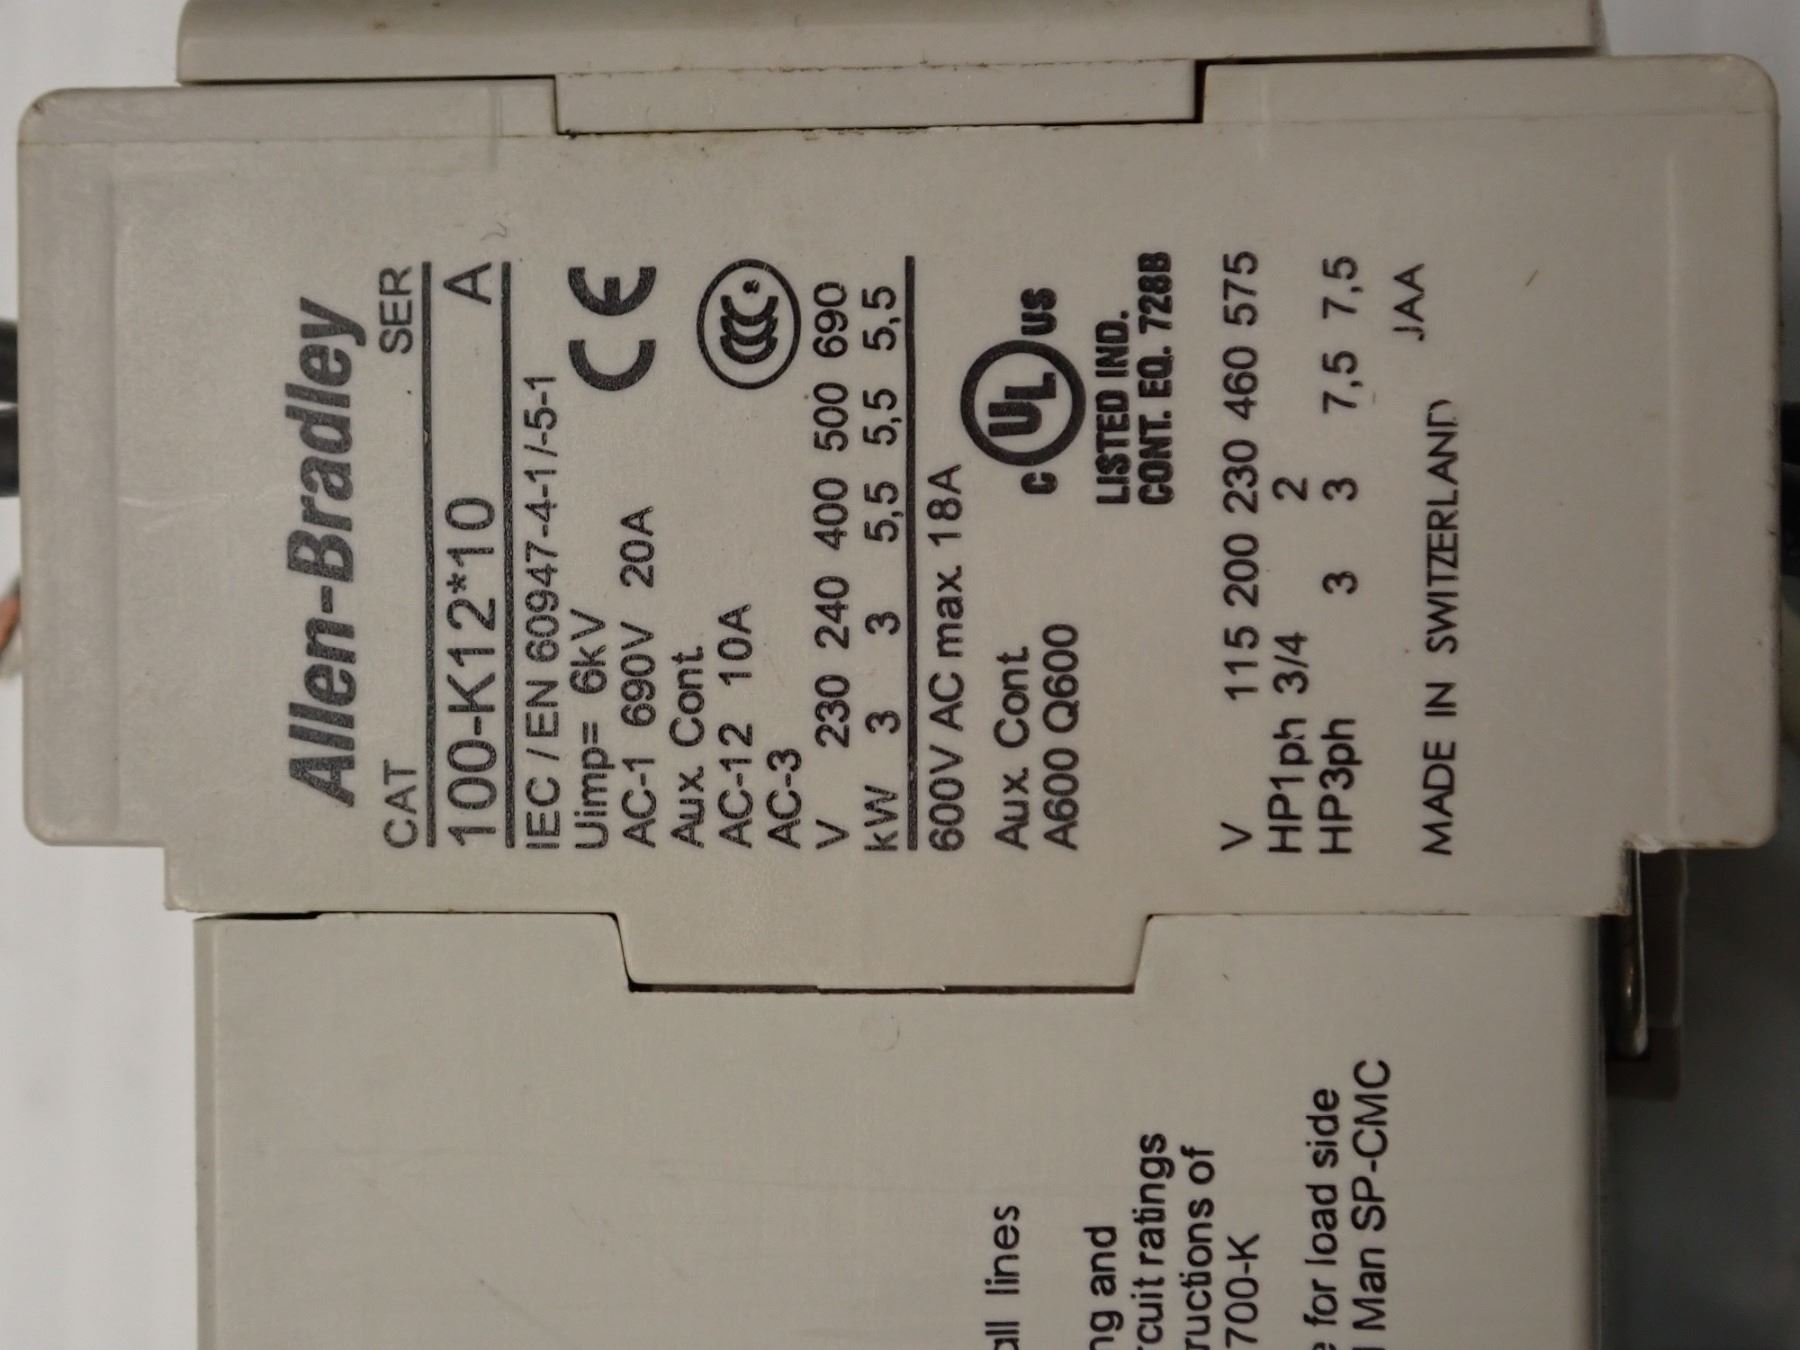 Allen-Bradley
CAT SER
100-K12*10 A
IEC / EN 60947-4-1/-5-1
Uimp= 6kV CE
AC-1 690V 20A
Aux. Cont.
AC-12 10A CCC
AC-3
V 230 240 400 500 690
kW 3 3 5,5 5,5 5,5
600V AC max. 18A
c UL US
Aux. Cont
A600 Q600
LISTED IND.
CONT. EQ. 728B
V 115 200 230 460 575
HP1ph 3/4 2
HP3ph 3 3 7,5 7,5
JAA
MADE IN SWITZERLAND
all lines
and
ratings
of
700-K
for load side
Man SP-CMC